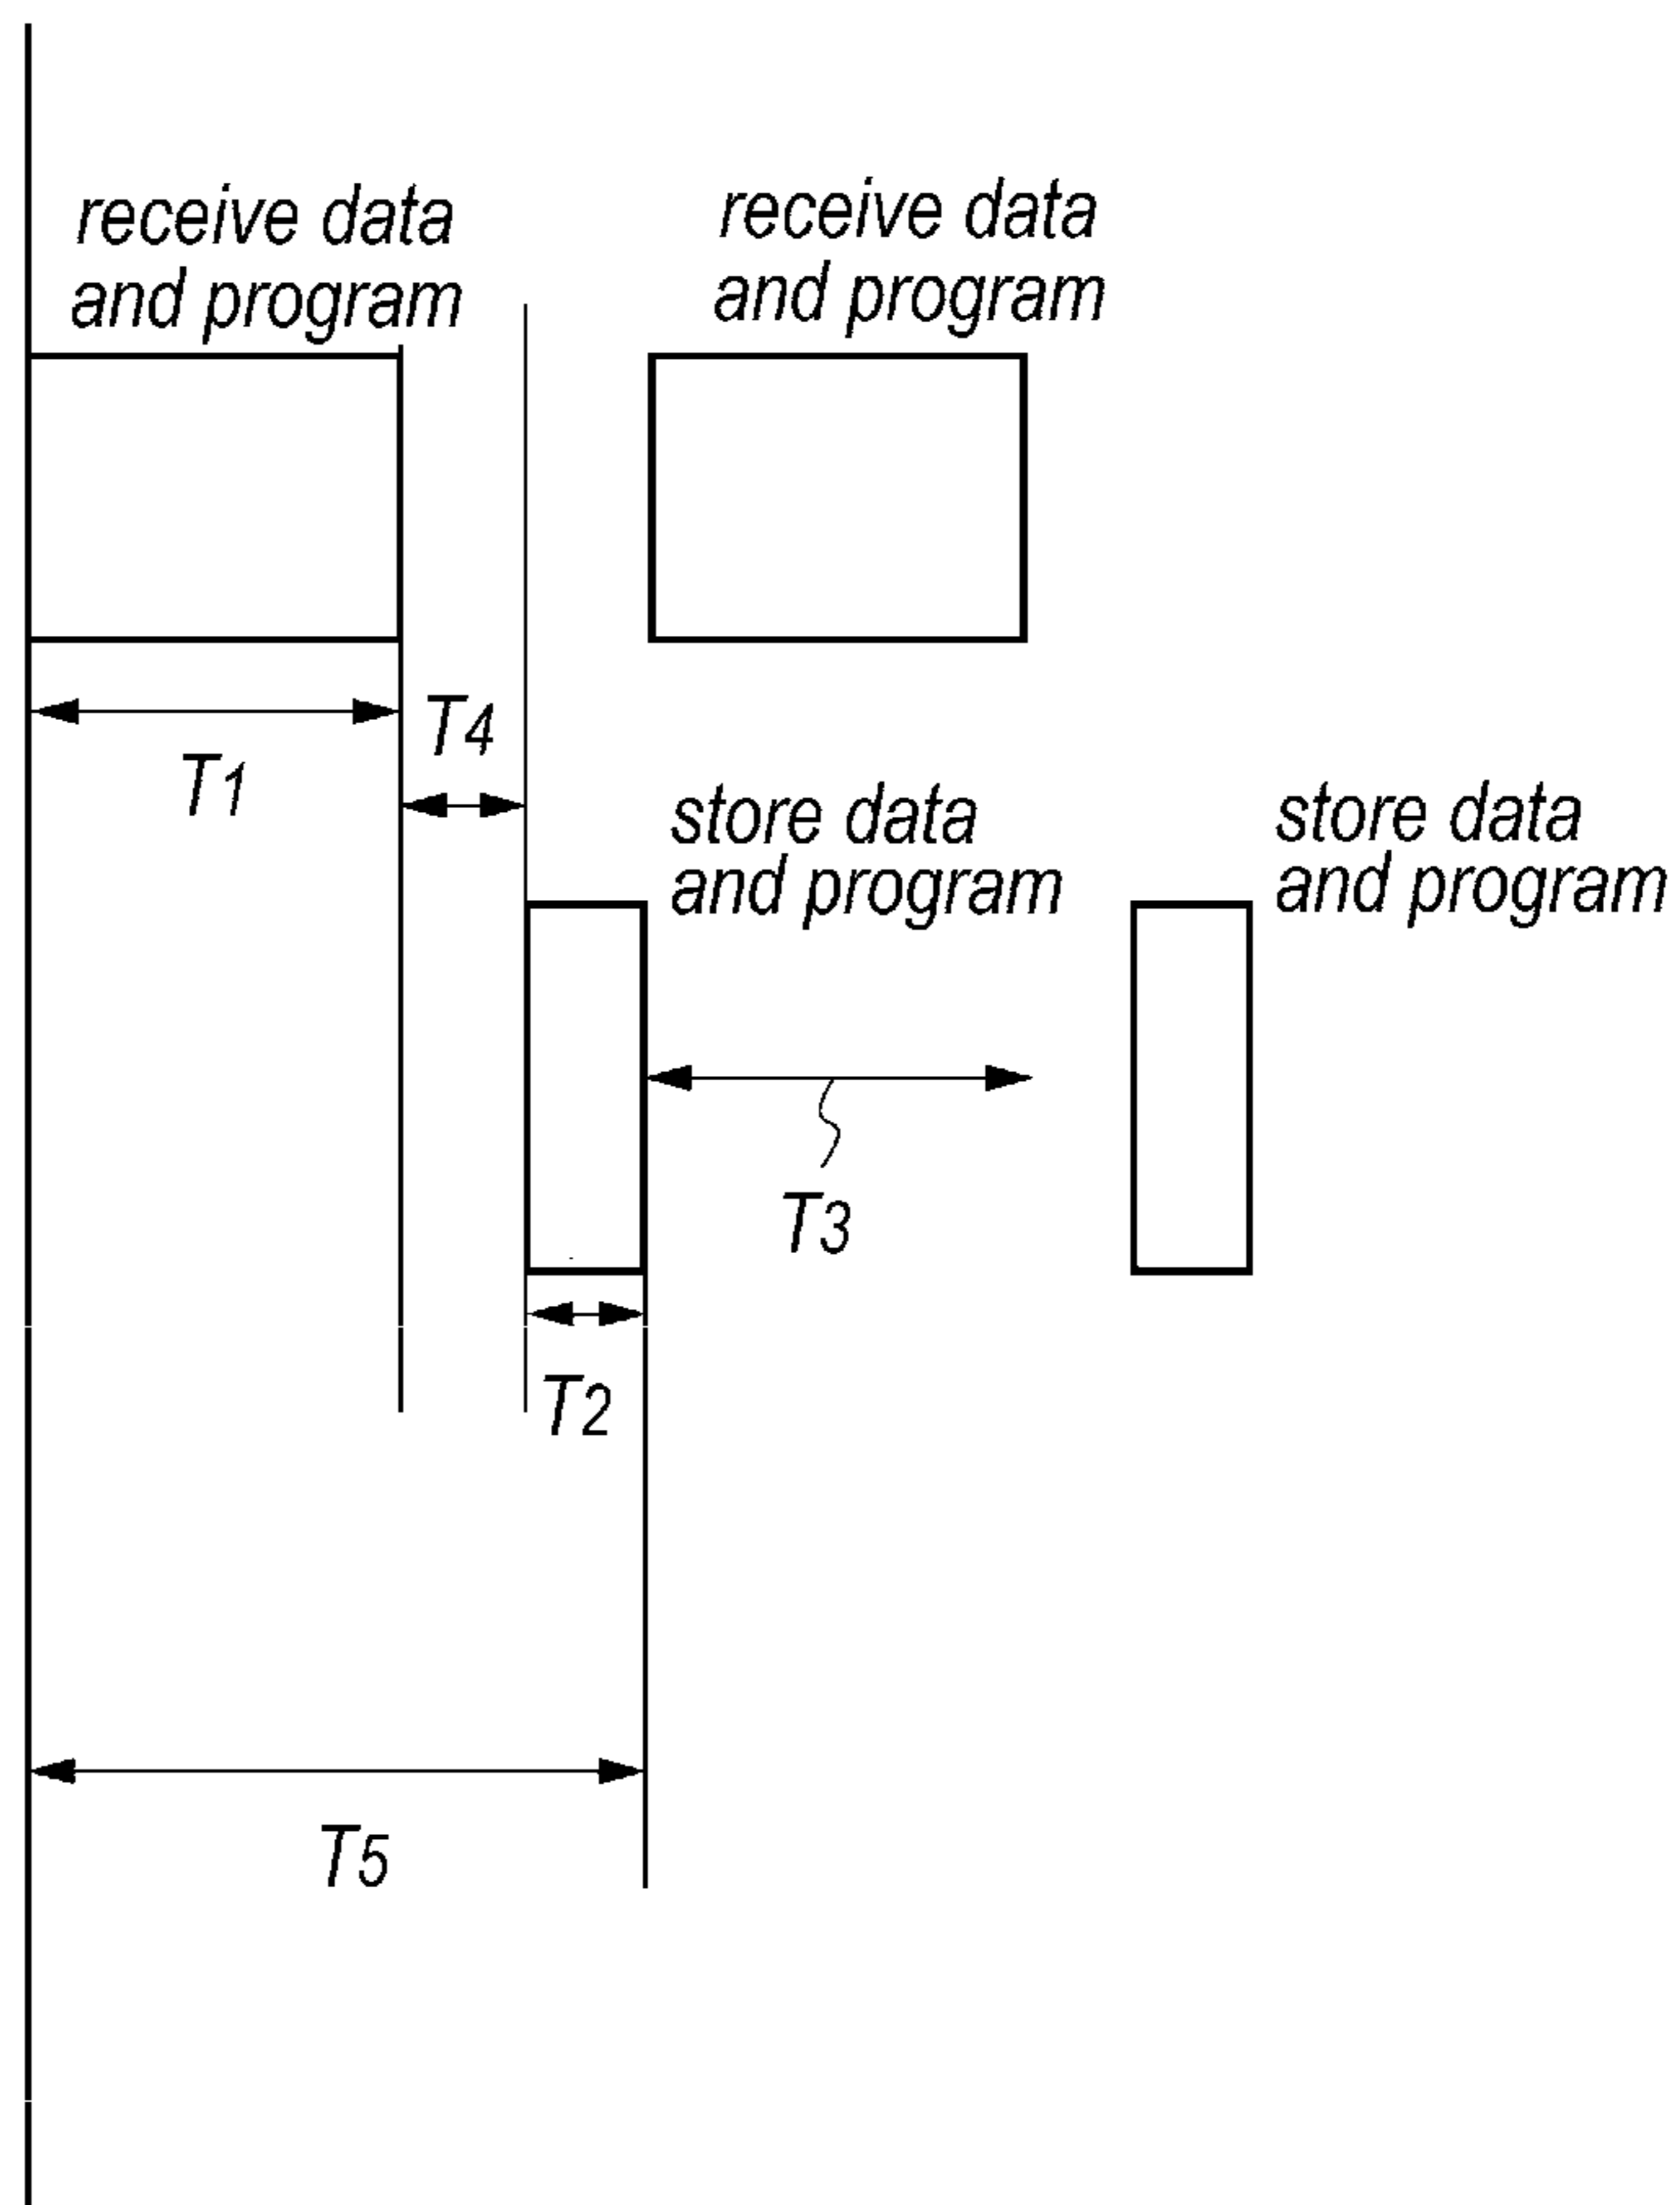 receive data
and program
receive data
and program
T1
T4
store data
and program
store data
and program
T3
T2
T5